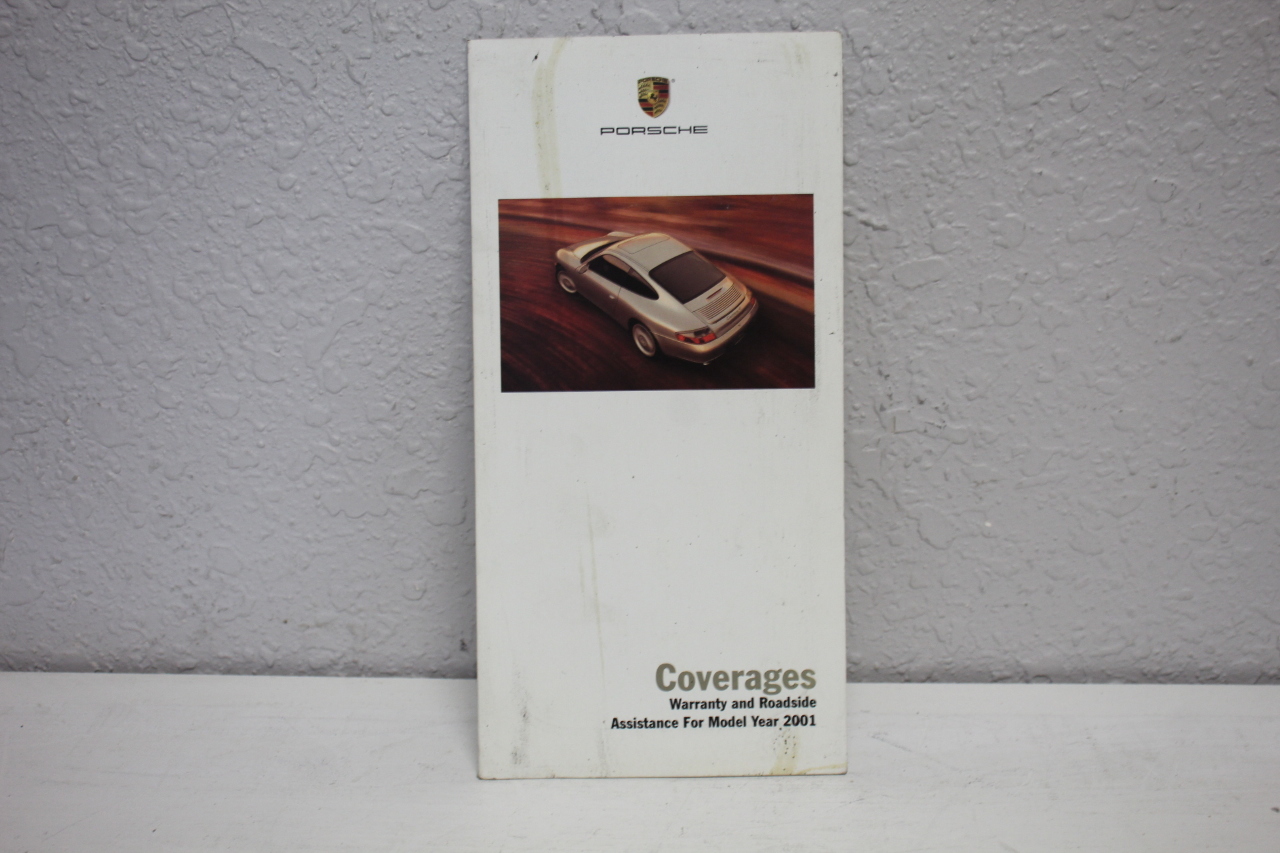 PORSCHE
Coverages
Warranty and Roadside
Assistance For Model Year 2001